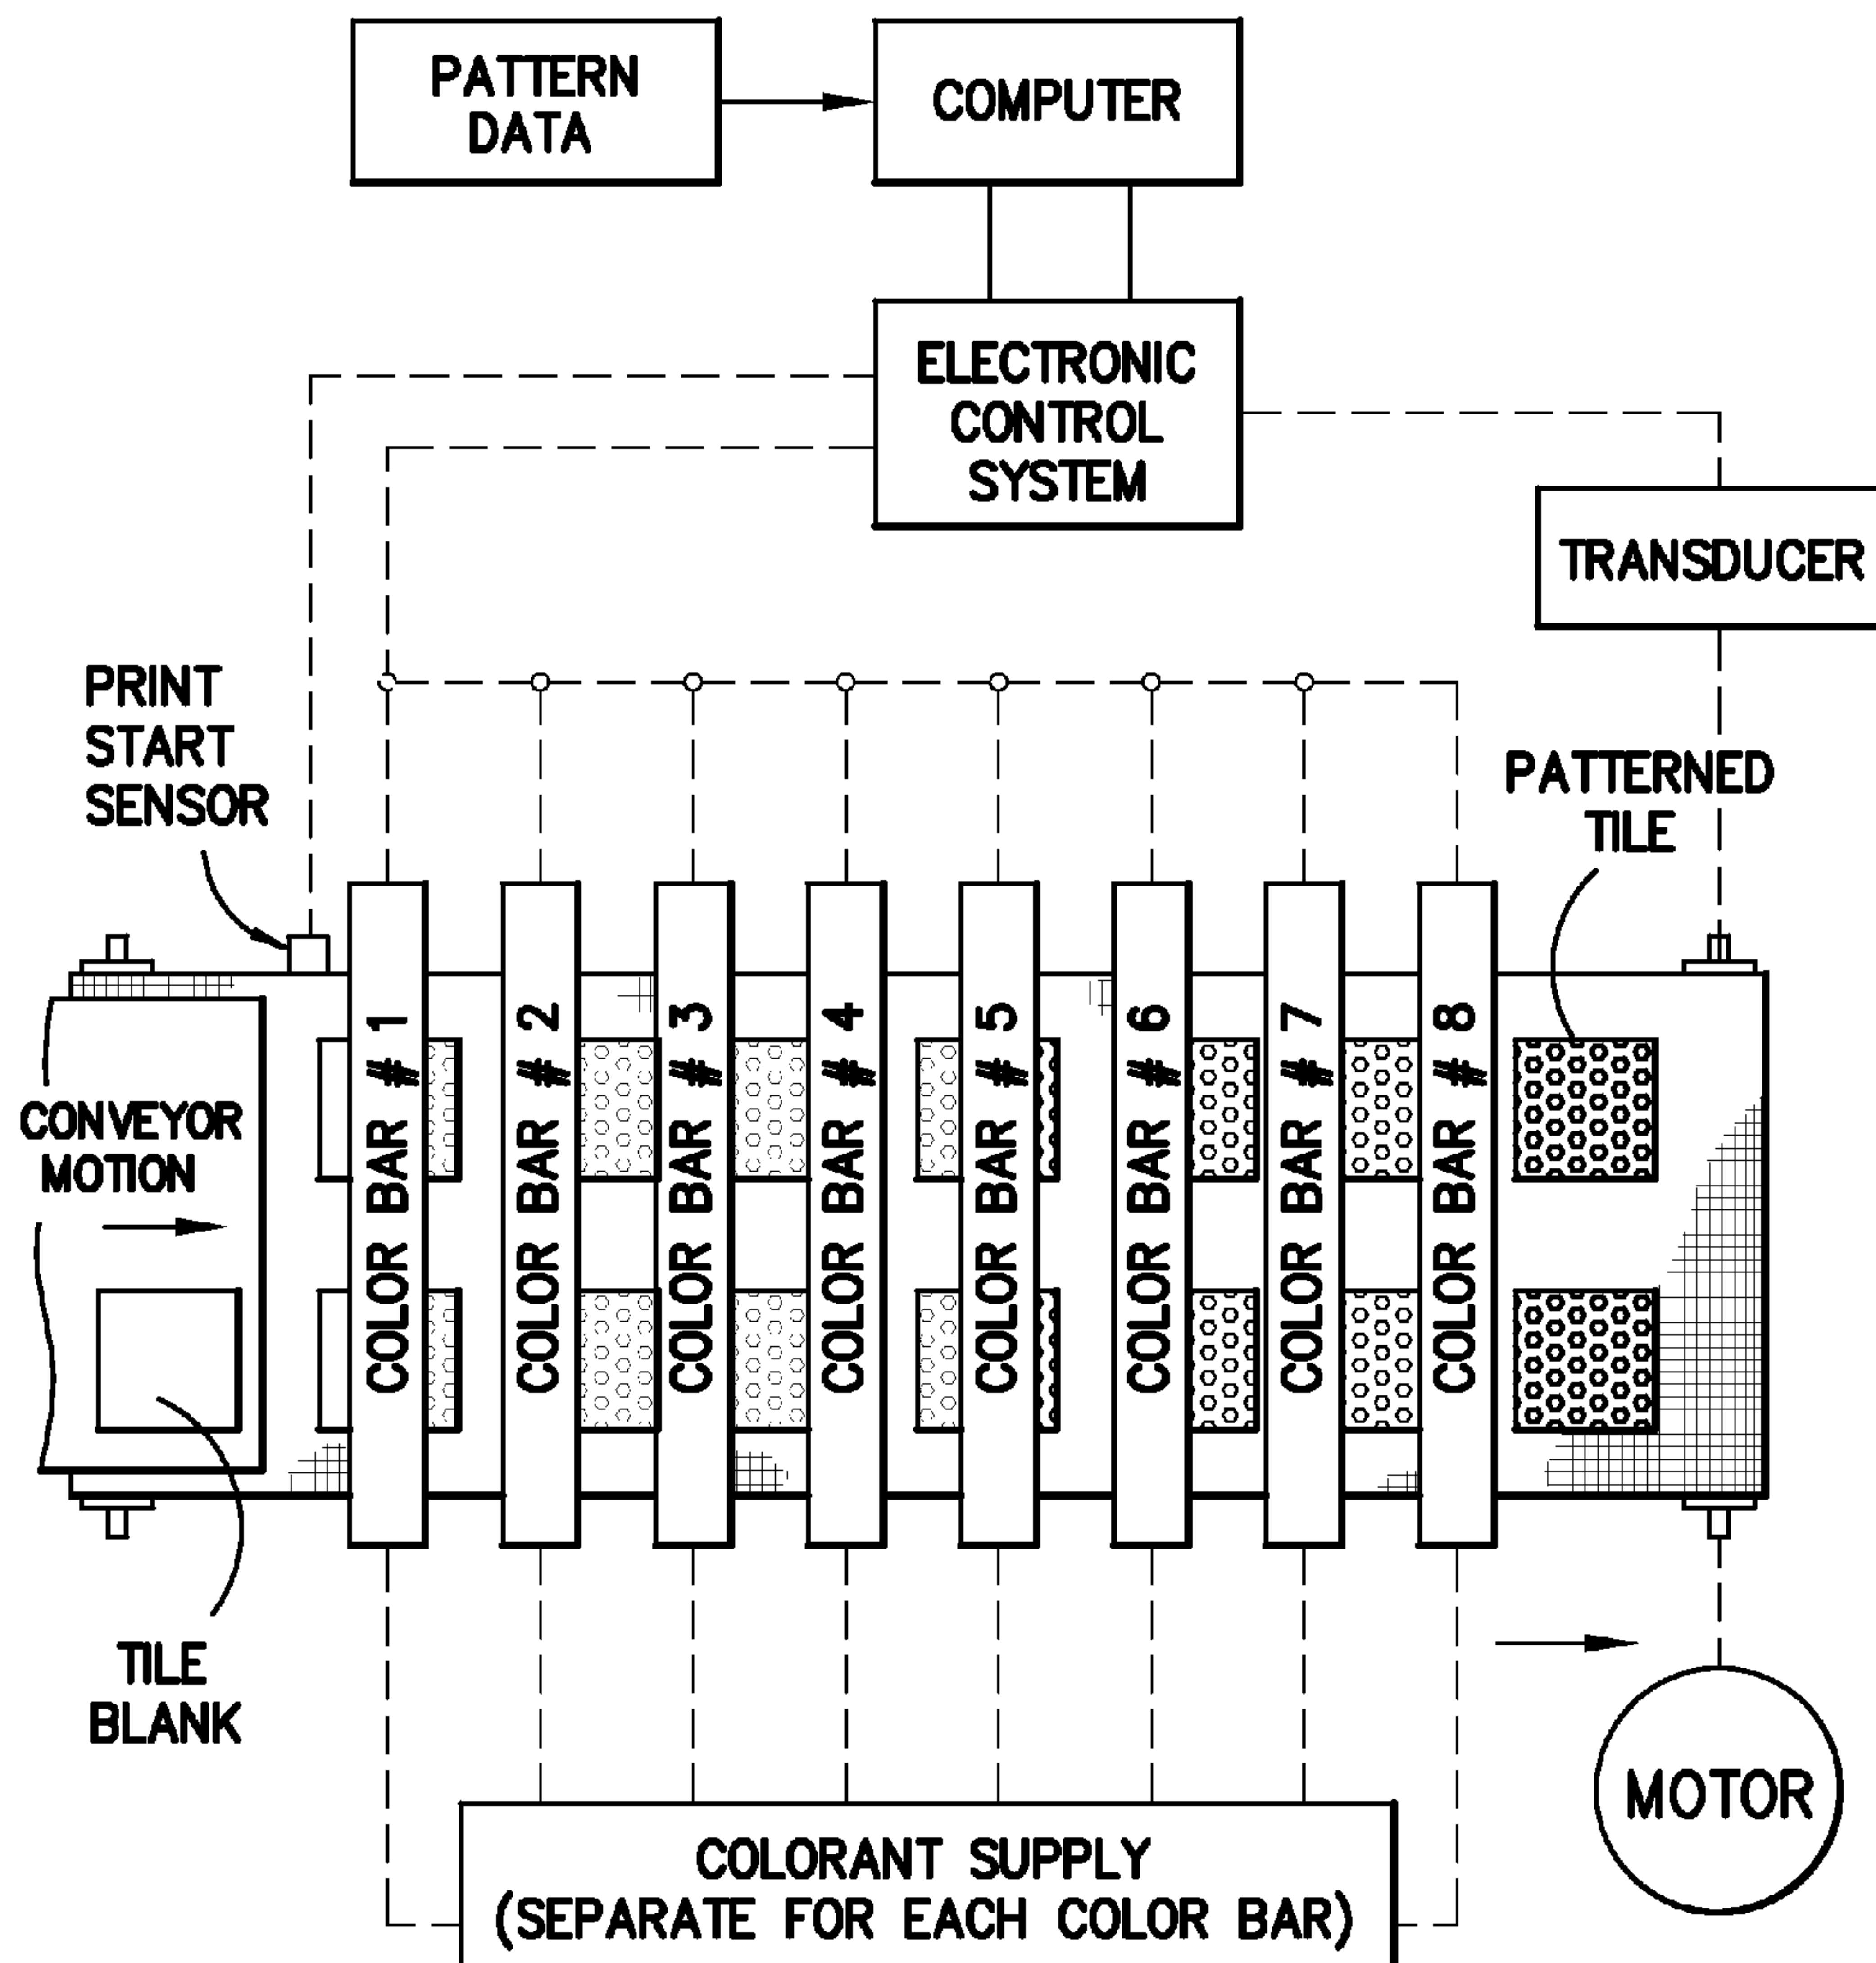 PATTERN
DATA
COMPUTER
ELECTRONIC
CONTROL
SYSTEM
TRANSDUCER
PRINT
START
SENSOR
PATTERNED
TILE
CONVEYOR
MOTION
COLOR BAR # 1
COLOR BAR # 2
COLOR BAR # 3
COLOR BAR # 4
COLOR BAR # 5
COLOR BAR # 6
COLOR BAR # 7
COLOR BAR # 8
TILE
BLANK
MOTOR
COLORANT SUPPLY
(SEPARATE FOR EACH COLOR BAR)